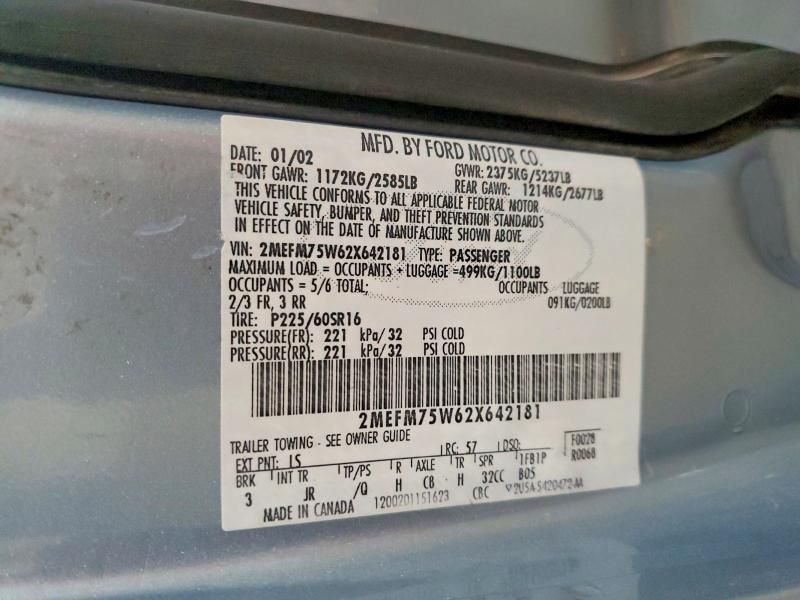 MFD. BY FORD MOTOR CO.
DATE: 01/02 GVWR: 2375KG/5237LB
FRONT GAWR: 1172KG/2585LB REAR GAWR: 1214KG/2677LB
THIS VEHICLE CONFORMS TO ALL APPLICABLE FEDERAL MOTOR
VEHICLE SAFETY, BUMPER, AND THEFT PREVENTION STANDARDS
IN EFFECT ON THE DATE OF MANUFACTURE SHOWN ABOVE.
VIN: 2MEFM75W62X642181 TYPE: PASSENGER
MAXIMUM LOAD = OCCUPANTS + LUGGAGE =499KG/1100LB
OCCUPANTS = 5/6 TOTAL; OCCUPANTS LUGGAGE
2/3 FR, 3 RR 091KG/0200LB
TIRE: P225/60SR16
PRESSURE(FR): 221 kPa/32 PSI COLD
PRESSURE(RR): 221 kPa/32 PSI COLD
2MEFM75W62X642181
TRAILER TOWING - SEE OWNER GUIDE
EXT PNT: LS RC: 57 DSO: F0028
BRK INT TR TP/PS R AXLE TR SPR 1FB1P R0068
3 JR /Q H C8 H 32CC B05
MADE IN CANADA 1200201151623 CBC 2U5A-5420472-AA